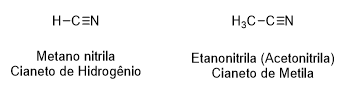 H–C≡N
H₃C–C≡N
Metano nitrila
Cianeto de Hidrogênio
Etanonitrila (Acetonitrila)
Cianeto de Metila